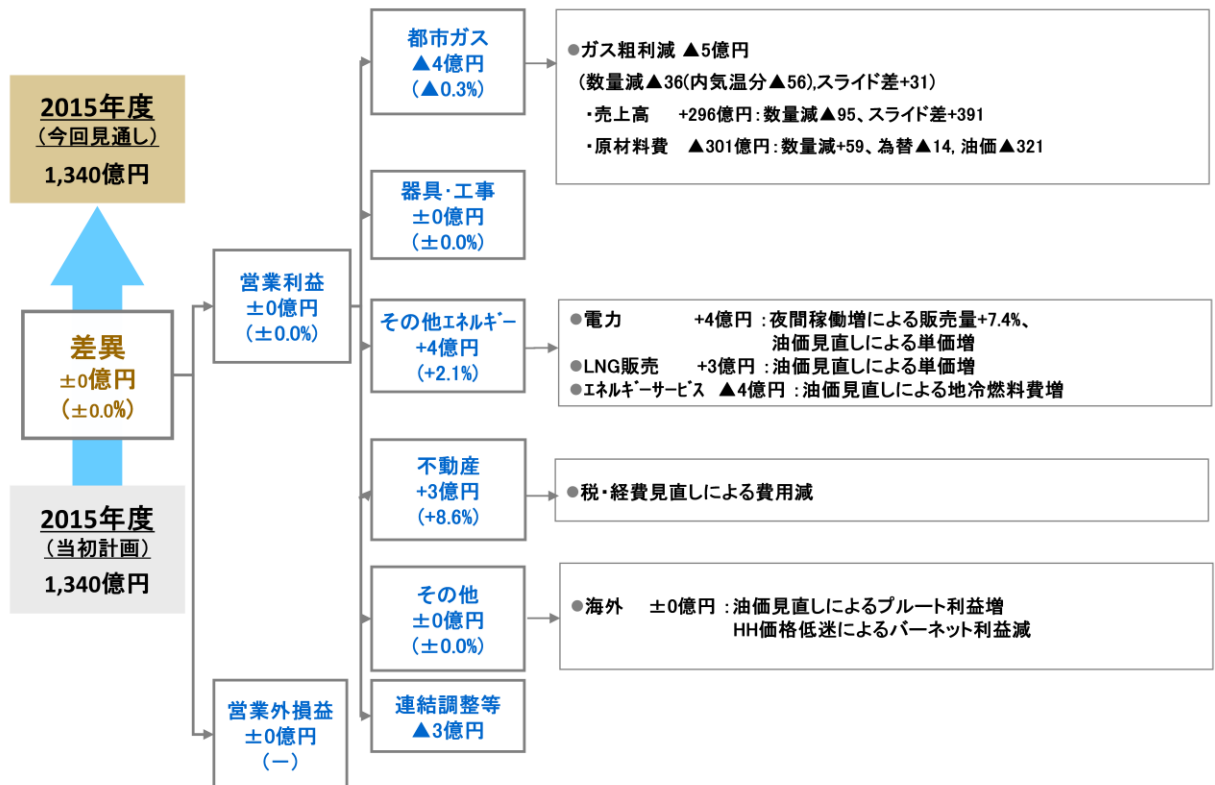 2015年度
（今回見通し）
1,340億円
差異
±0億円
（±0.0%）
2015年度
（当初計画）
1,340億円
営業利益
±0億円
（±0.0%）
営業外損益
±0億円
（－）
都市ガス
▲4億円
（▲0.3%）
●ガス粗利減 ▲5億円
（数量減▲36(内気温分▲56),スライド差+31）
・売上高　+296億円：数量減▲95、スライド差+391
・原材料費　▲301億円：数量減+59、為替▲14, 油価▲321
器具・工事
±0億円
（±0.0%）
その他エネルギー
+4億円
（+2.1%）
●電力　+4億円：夜間稼働増による販売量+7.4%、
油価見直しによる単価増
●LNG販売　+3億円：油価見直しによる単価増
●エネルギーサービス ▲4億円：油価見直しによる地冷燃料費増
不動産
+3億円
（+8.6%）
●税・経費見直しによる費用減
その他
±0億円
（±0.0%）
●海外　±0億円：油価見直しによるプルート利益増
HH価格低迷によるバーネット利益減
連結調整等
▲3億円